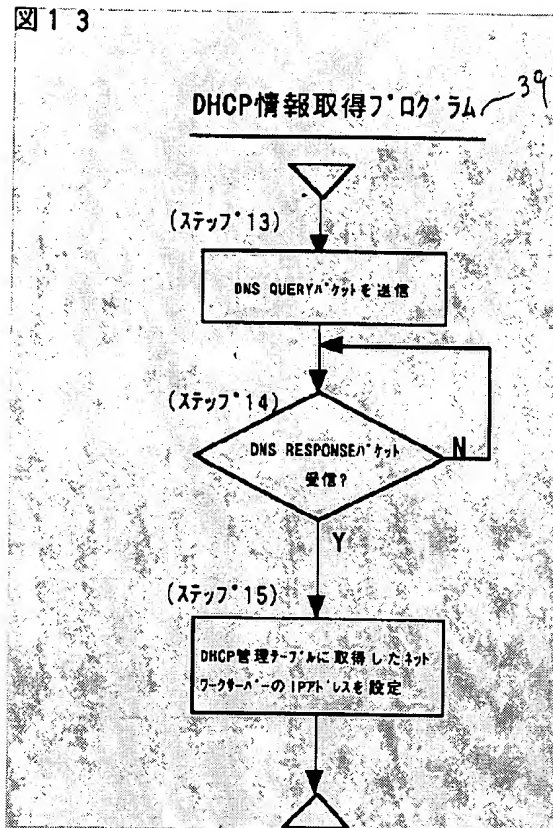 図13
DHCP情報取得プログラム
39
(ステップ13)
DNS QUERYパケットを送信
(ステップ14)
DNS RESPONSEパケット
受信?
N
Y
(ステップ15)
DHCP管理テーブルに取得したネット
ワークサーバーのIPアドレスを設定